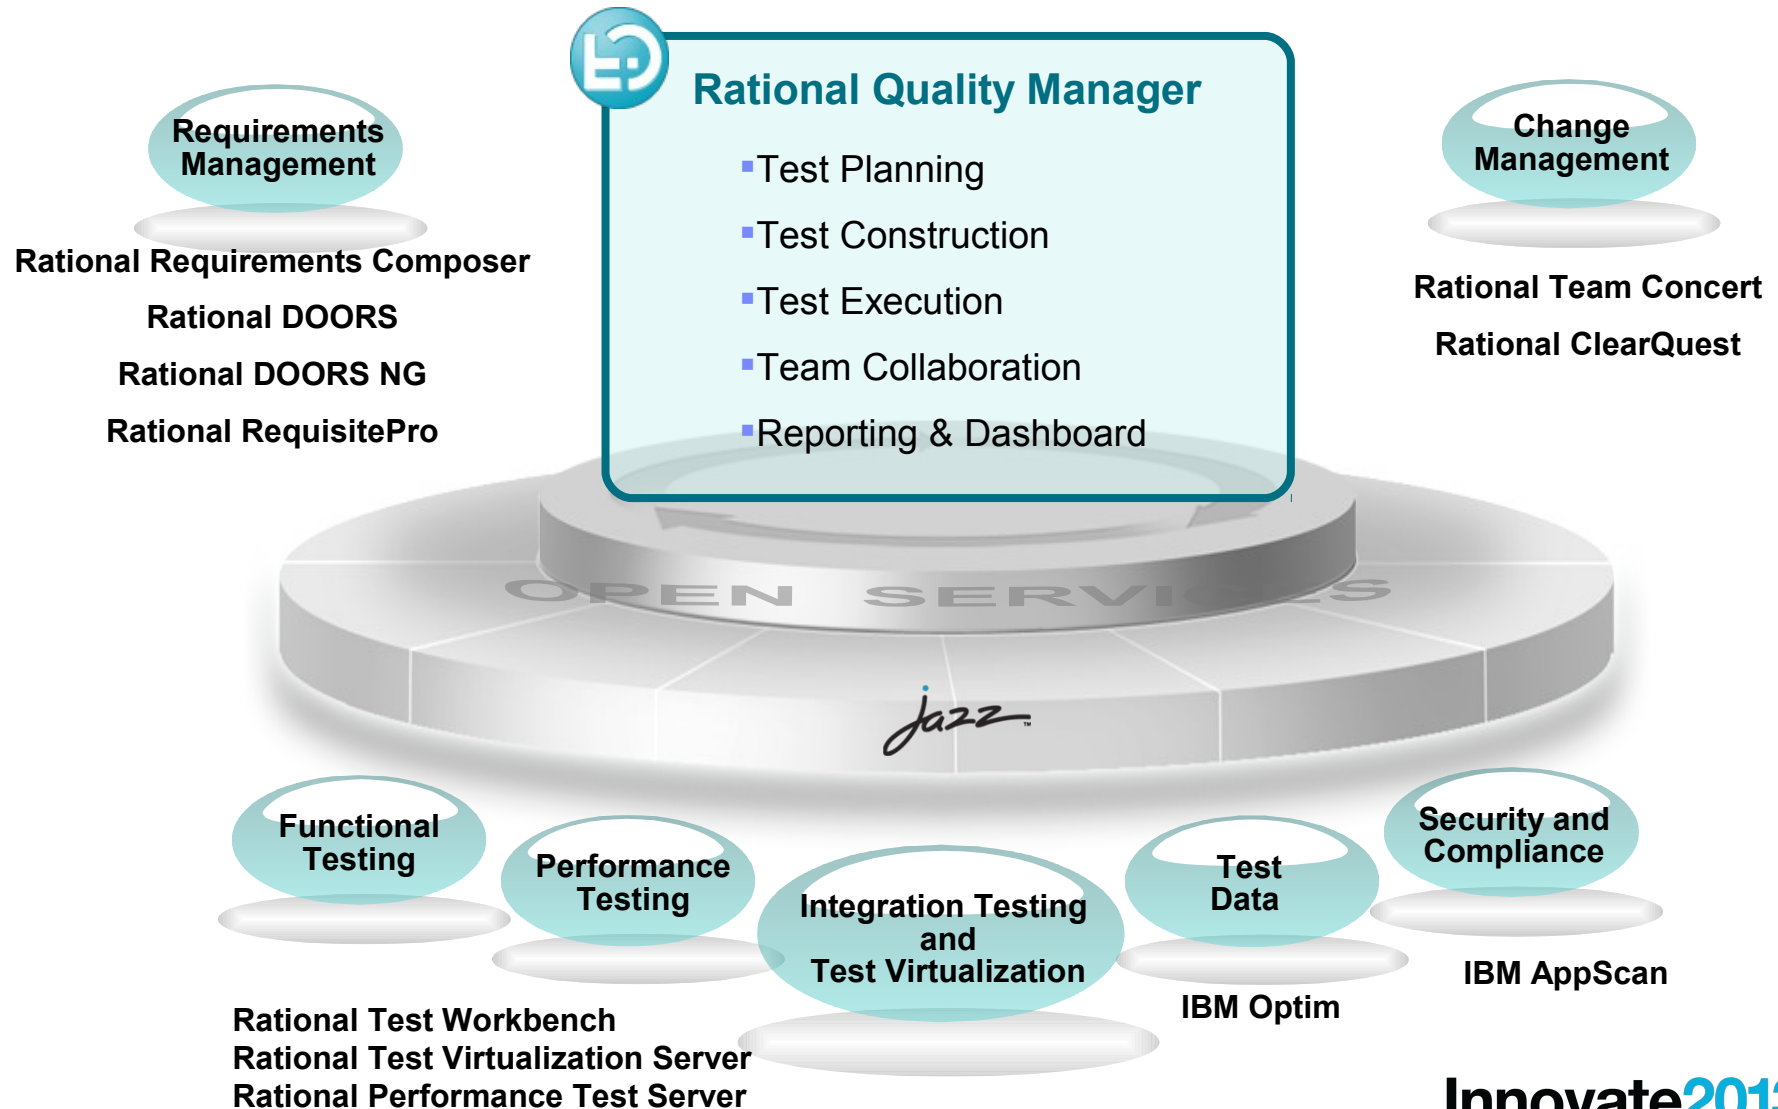 Rational Quality Manager
▪Test Planning
▪Test Construction
▪Test Execution
▪Team Collaboration
▪Reporting & Dashboard
Requirements
Management
Rational Requirements Composer
Rational DOORS
Rational DOORS NG
Rational RequisitePro
Change
Management
Rational Team Concert
Rational ClearQuest
OPEN SERVICES
jazz™
Functional
Testing
Performance
Testing
Integration Testing
and
Test Virtualization
Test
Data
Security and
Compliance
Rational Test Workbench
Rational Test Virtualization Server
Rational Performance Test Server
IBM Optim
IBM AppScan
Innovate2013